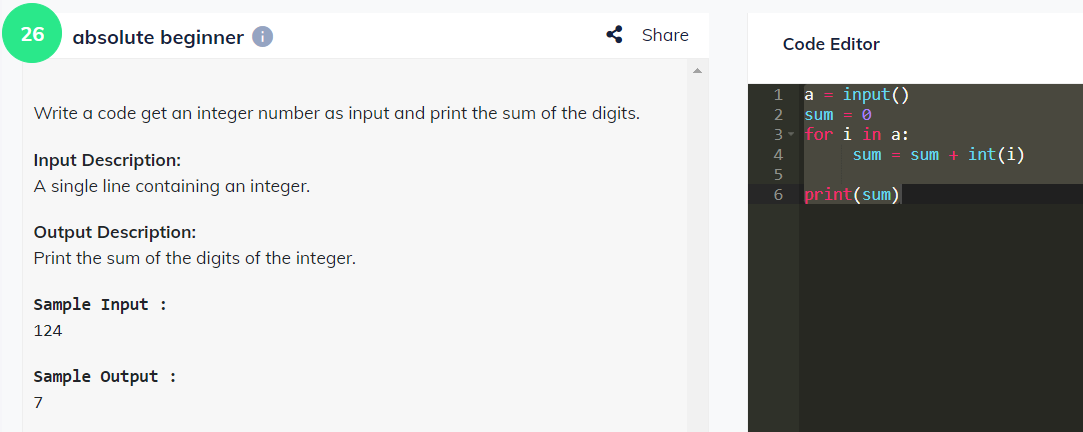 26 absolute beginner i Share
Write a code get an integer number as input and print the sum of the digits.
Input Description:
A single line containing an integer.
Output Description:
Print the sum of the digits of the integer.
Sample Input :
124
Sample Output :
7
Code Editor
1 a = input()
2 sum = 0
3 for i in a:
4 sum = sum + int(i)
5
6 print(sum)